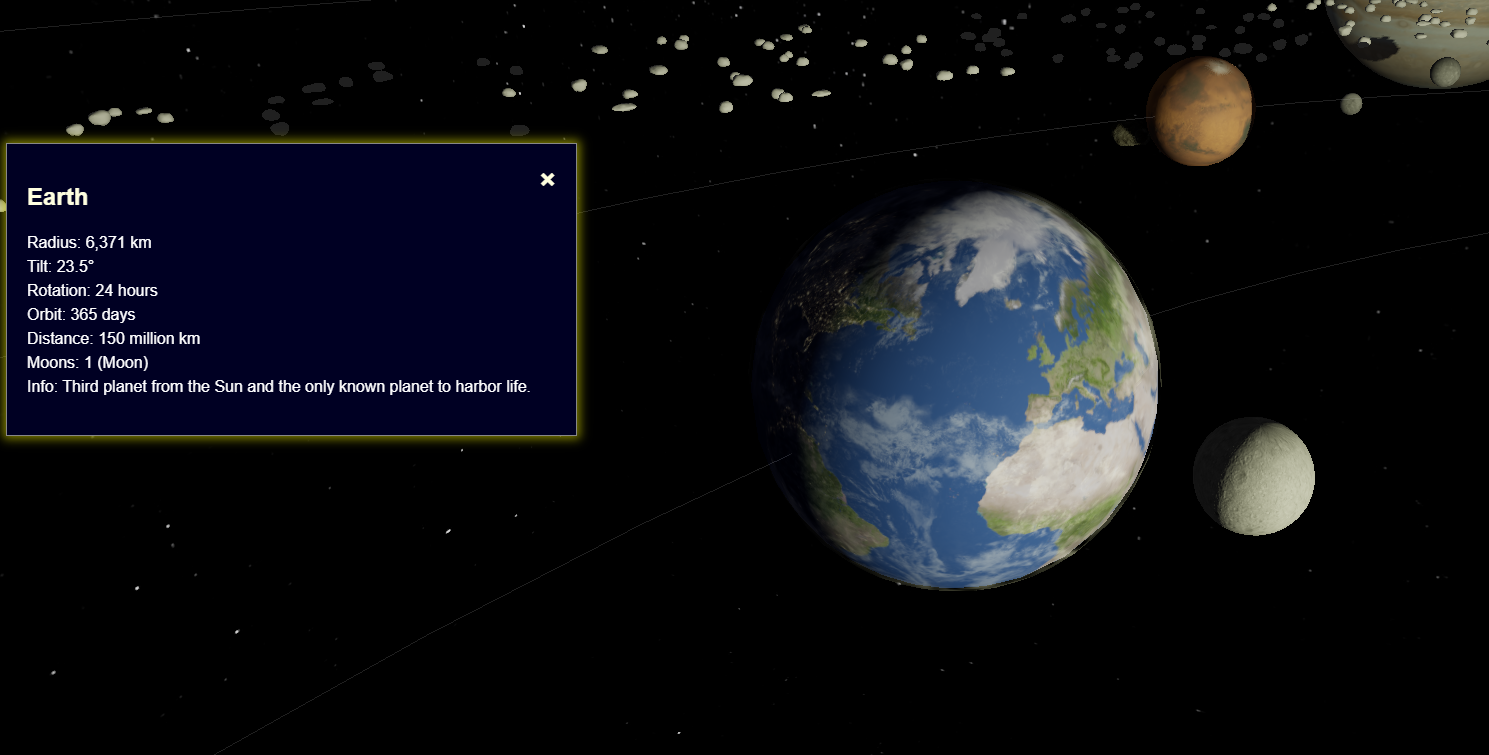 Earth
Radius: 6,371 km
Tilt: 23.5°
Rotation: 24 hours
Orbit: 365 days
Distance: 150 million km
Moons: 1 (Moon)
Info: Third planet from the Sun and the only known planet to harbor life.